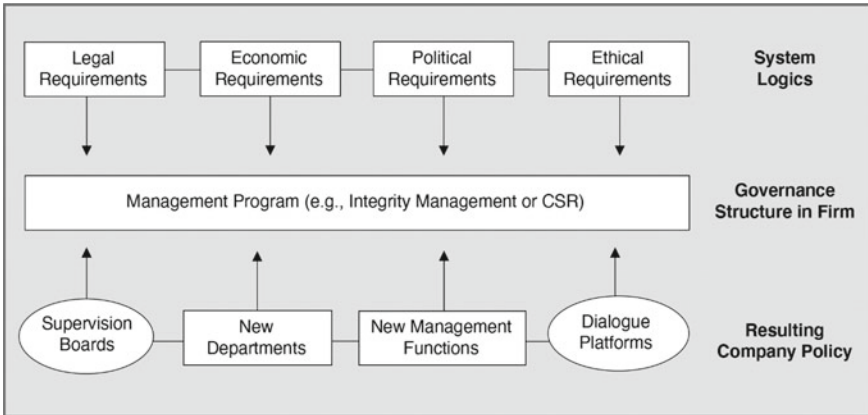 Legal
Requirements
Economic
Requirements
Political
Requirements
Ethical
Requirements
System
Logics
Management Program (e.g., Integrity Management or CSR)
Governance
Structure in Firm
Supervision
Boards
New
Departments
New Management
Functions
Dialogue
Platforms
Resulting
Company Policy